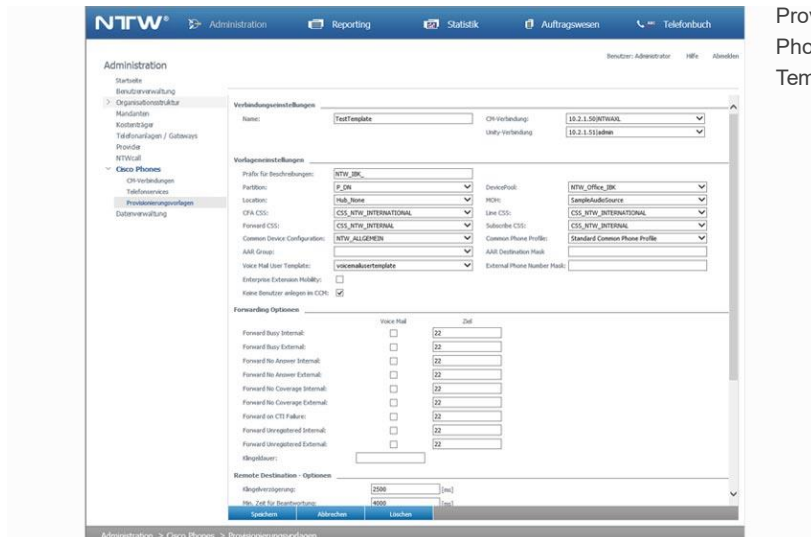 NTW® Administration Reporting Statistik Auftragswesen Telefonbuch
Benutzer: Administrator Hilfe Abmelden
Administration
Startseite
Benutzerverwaltung
Organisationsstruktur
Mandanten
Kostenträger
Telefonanlagen / Gateways
Provider
NTWcall
Cisco Phones
CM-Verbindungen
Telefonservices
Provisionierungsvorlagen
Datenverwaltung
Verbindungseinstellungen
Name: TestTemplate CM-Verbindung: 10.2.1.50|NTWAXL
Unity-Verbindung 10.2.1.51|admin
Vorlageneinstellungen
Präfix für Beschreibungen: NTW_IBK_
Partition: P_DN DevicePool: NTW_Office_IBK
Location: Hub_None MOH: SampleAudioSource
CFA CSS: CSS_NTW_INTERNATIONAL Line CSS: CSS_NTW_INTERNATIONAL
Forward CSS: CSS_NTW_INTERNAL Subscribe CSS: CSS_NTW_INTERNAL
Common Device Configuration: NTW_ALLGEMEIN Common Phone Profile: Standard Common Phone Profile
AAR Group: AAR Destination Mask
Voice Mail User Template: voicemailusertemplate External Phone Number Mask:
Enterprise Extension Mobility:
Keine Benutzer anlegen im CCM:
Forwarding Options
Voice Mail Ziel
Forward Busy Internal: 22
Forward Busy External: 22
Forward No Answer Internal: 22
Forward No Answer External: 22
Forward No Coverage Internal: 22
Forward No Coverage External: 22
Forward on CTI Failure: 22
Forward Unregistered Internal: 22
Forward Unregistered External: 22
Klingeldauer:
Remote Destination - Optionen
Klingelverzögerung: 2500 [ms]
Min. Zeit für Beantwortung: 4000 [ms]
Speichern Abbrechen Löschen
Administration > Cisco Phones > Provisionierungsvorlagen